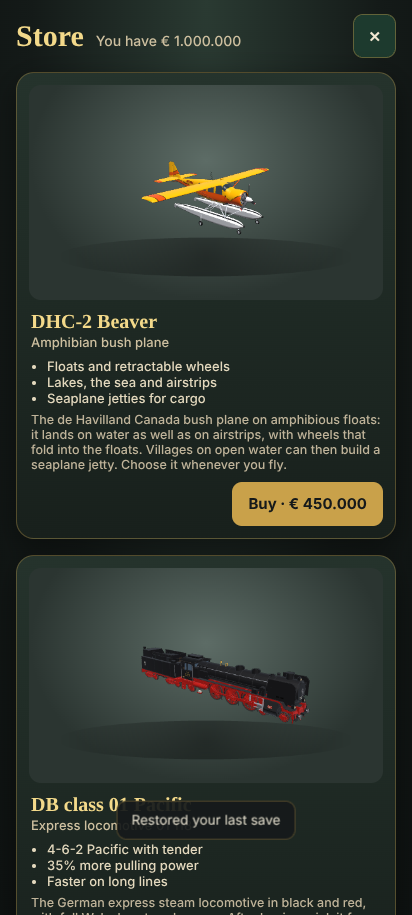 Store You have € 1.000.000 ×
DHC-2 Beaver
Amphibian bush plane
• Floats and retractable wheels
• Lakes, the sea and airstrips
• Seaplane jetties for cargo
The de Havilland Canada bush plane on amphibious floats:
it lands on water as well as on airstrips, with wheels that
fold into the floats. Villages on open water can then build a
seaplane jetty. Choose it whenever you fly.
Buy · € 450.000
DB class 01 Pacific
Express
Restored your last save
• 4-6-2 Pacific with tender
• 35% more pulling power
• Faster on long lines
The German express steam locomotive in black and red,